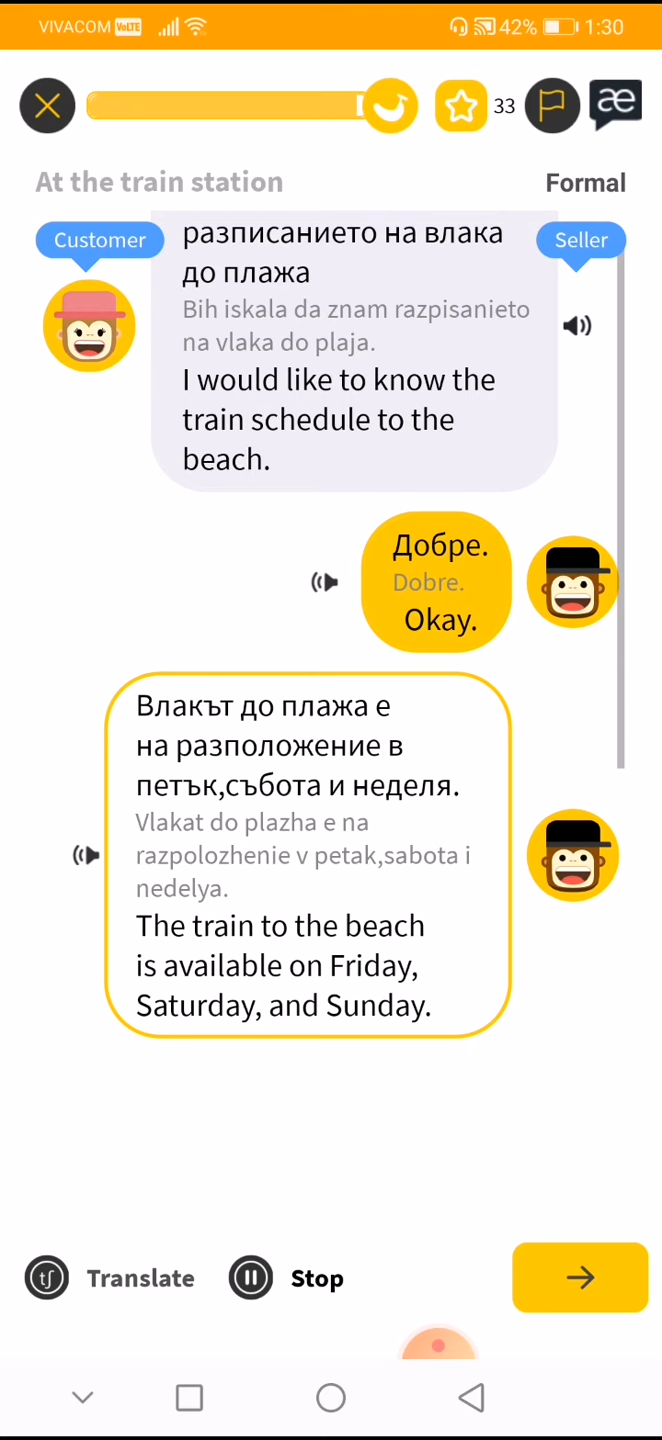 VIVACOM VoLTE 42% 1:30
33 æ
At the train station Formal
Customer
Seller
разписанието на влака
до плажа
Bih iskala da znam razpisanieto
na vlaka do plaja.
I would like to know the
train schedule to the
beach.
Добре.
Dobre.
Okay.
Влакът до плажа е
на разположение в
петък,събота и неделя.
Vlakat do plazha e na
razpolozhenie v petak,sabota i
nedelya.
The train to the beach
is available on Friday,
Saturday, and Sunday.
tʃ Translate Stop